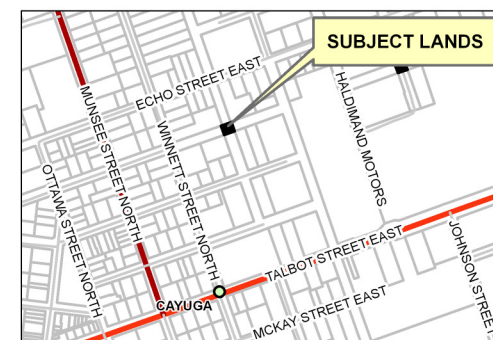 SUBJECT LANDS
ECHO STREET EAST
MUNSEE STREET NORTH
WINNETT STREET NORTH
HALDIMAND MOTORS
OTTAWA STREET NORTH
TALBOT STREET EAST
JOHNSON STREET
CAYUGA
MCKAY STREET EAST